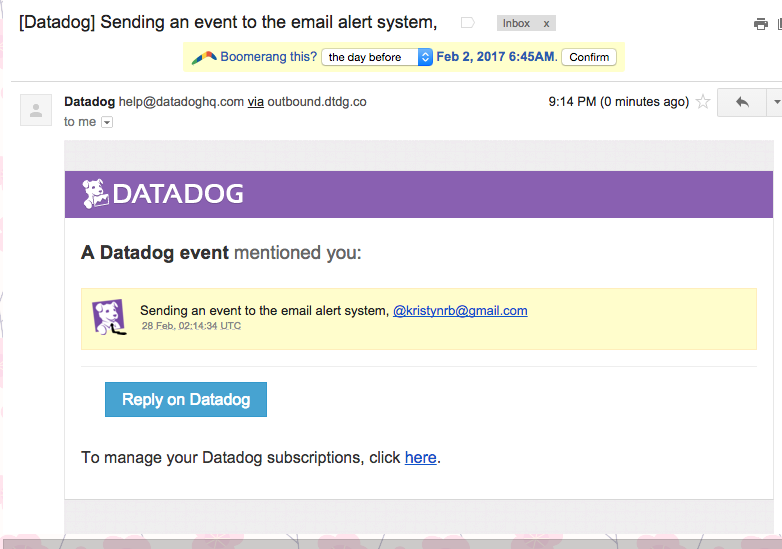 [Datadog] Sending an event to the email alert system,
Inbox x
Boomerang this? the day before Feb 2, 2017 6:45AM. Confirm
Datadog help@datadoghq.com via outbound.dtdg.co
9:14 PM (0 minutes ago)
to me
DATADOG
A Datadog event mentioned you:
Sending an event to the email alert system, @kristynrb@gmail.com
28 Feb, 02:14:34 UTC
Reply on Datadog
To manage your Datadog subscriptions, click here.